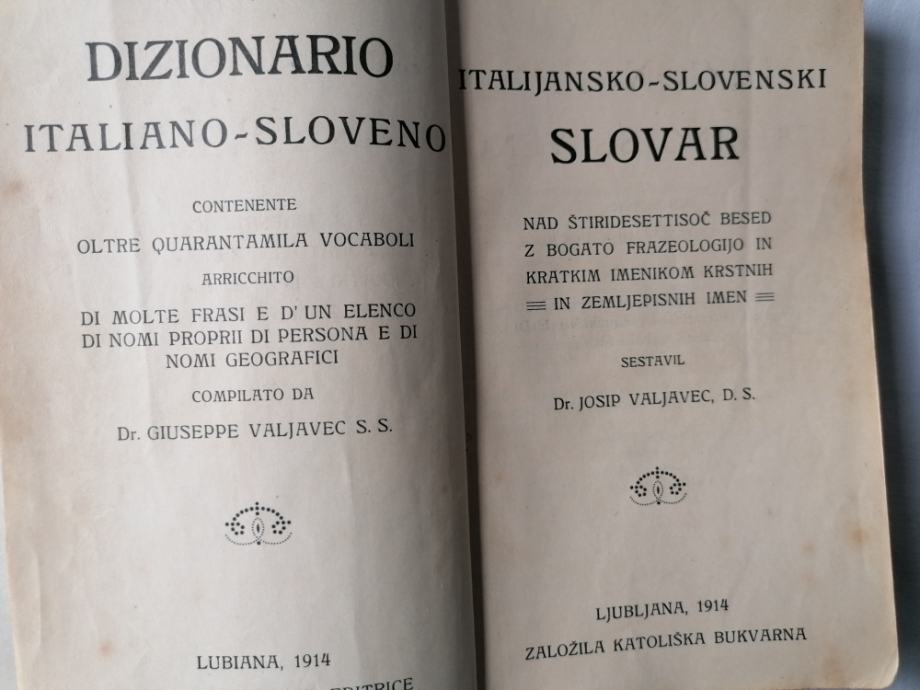 DIZIONARIO
ITALIANO-SLOVENO
CONTENENTE
OLTRE QUARANTAMILA VOCABOLI
ARRICCHITO
DI MOLTE FRASI E D'UN ELENCO
DI NOMI PROPRII DI PERSONA E DI
NOMI GEOGRAFICI
COMPILATO DA
Dr. GIUSEPPE VALJAVEC S. S.
LUBIANA, 1914
EDITRICE
ITALIJANSKO-SLOVENSKI
SLOVAR
NAD ŠTIRIDESETTISOČ BESED
Z BOGATO FRAZEOLOGIJO IN
KRATKIM IMENIKOM KRSTNIH
IN ZEMLJEPISNIH IMEN
SESTAVIL
Dr. JOSIP VALJAVEC, D. S.
LJUBLJANA, 1914
ZALOŽILA KATOLIŠKA BUKVARNA